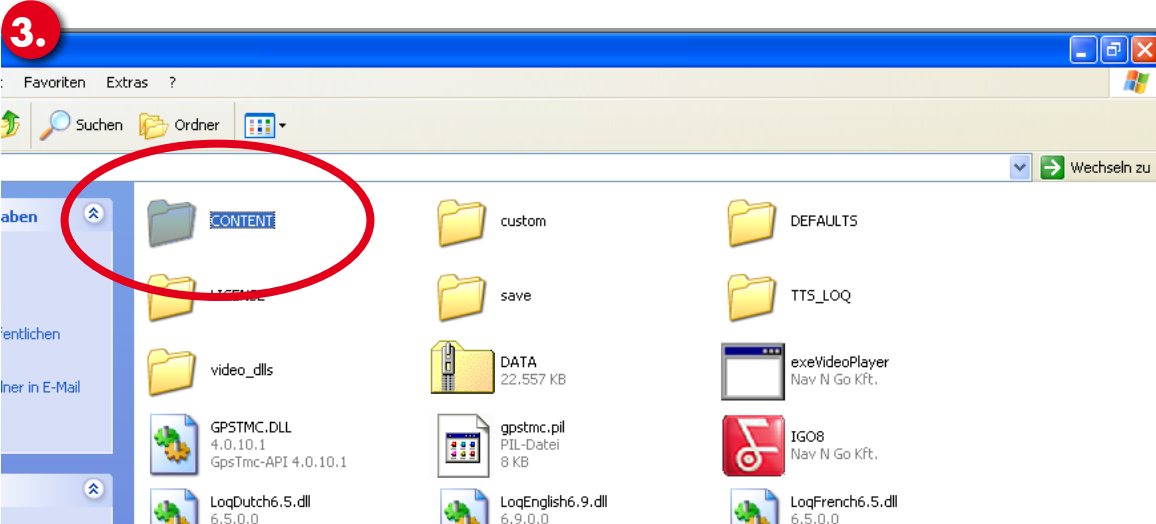 3.
Favoriten Extras ?
Suchen Ordner
Wechseln zu
aben
CONTENT custom DEFAULTS
LICENSE save TTS_LOQ
fentlichen
video_dlls DATA exeVideoPlayer
22.557 KB Nav N Go Kft.
ner in E-Mail
GPSTMC.DLL gpstmc.pil IGO8
4.0.10.1 PIL-Datei Nav N Go Kft.
GpsTmc-API 4.0.10.1 8 KB
LoqDutch6.5.dll LoqEnglish6.9.dll LoqFrench6.5.dll
6.5.0.0 6.9.0.0 6.5.0.0